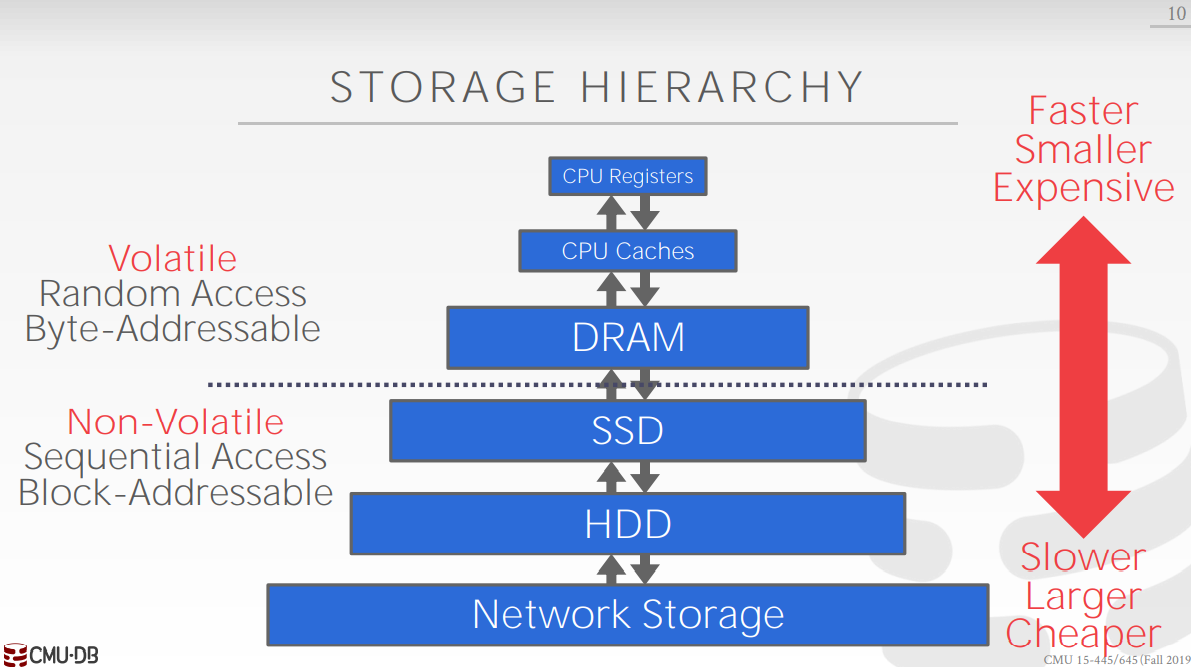 10
STORAGE HIERARCHY
Faster
Smaller
Expensive
CPU Registers
CPU Caches
Volatile
Random Access
Byte-Addressable
DRAM
Non-Volatile
Sequential Access
Block-Addressable
SSD
HDD
Network Storage
Slower
Larger
Cheaper
CMU·DB
CMU 15-445/645 (Fall 2019